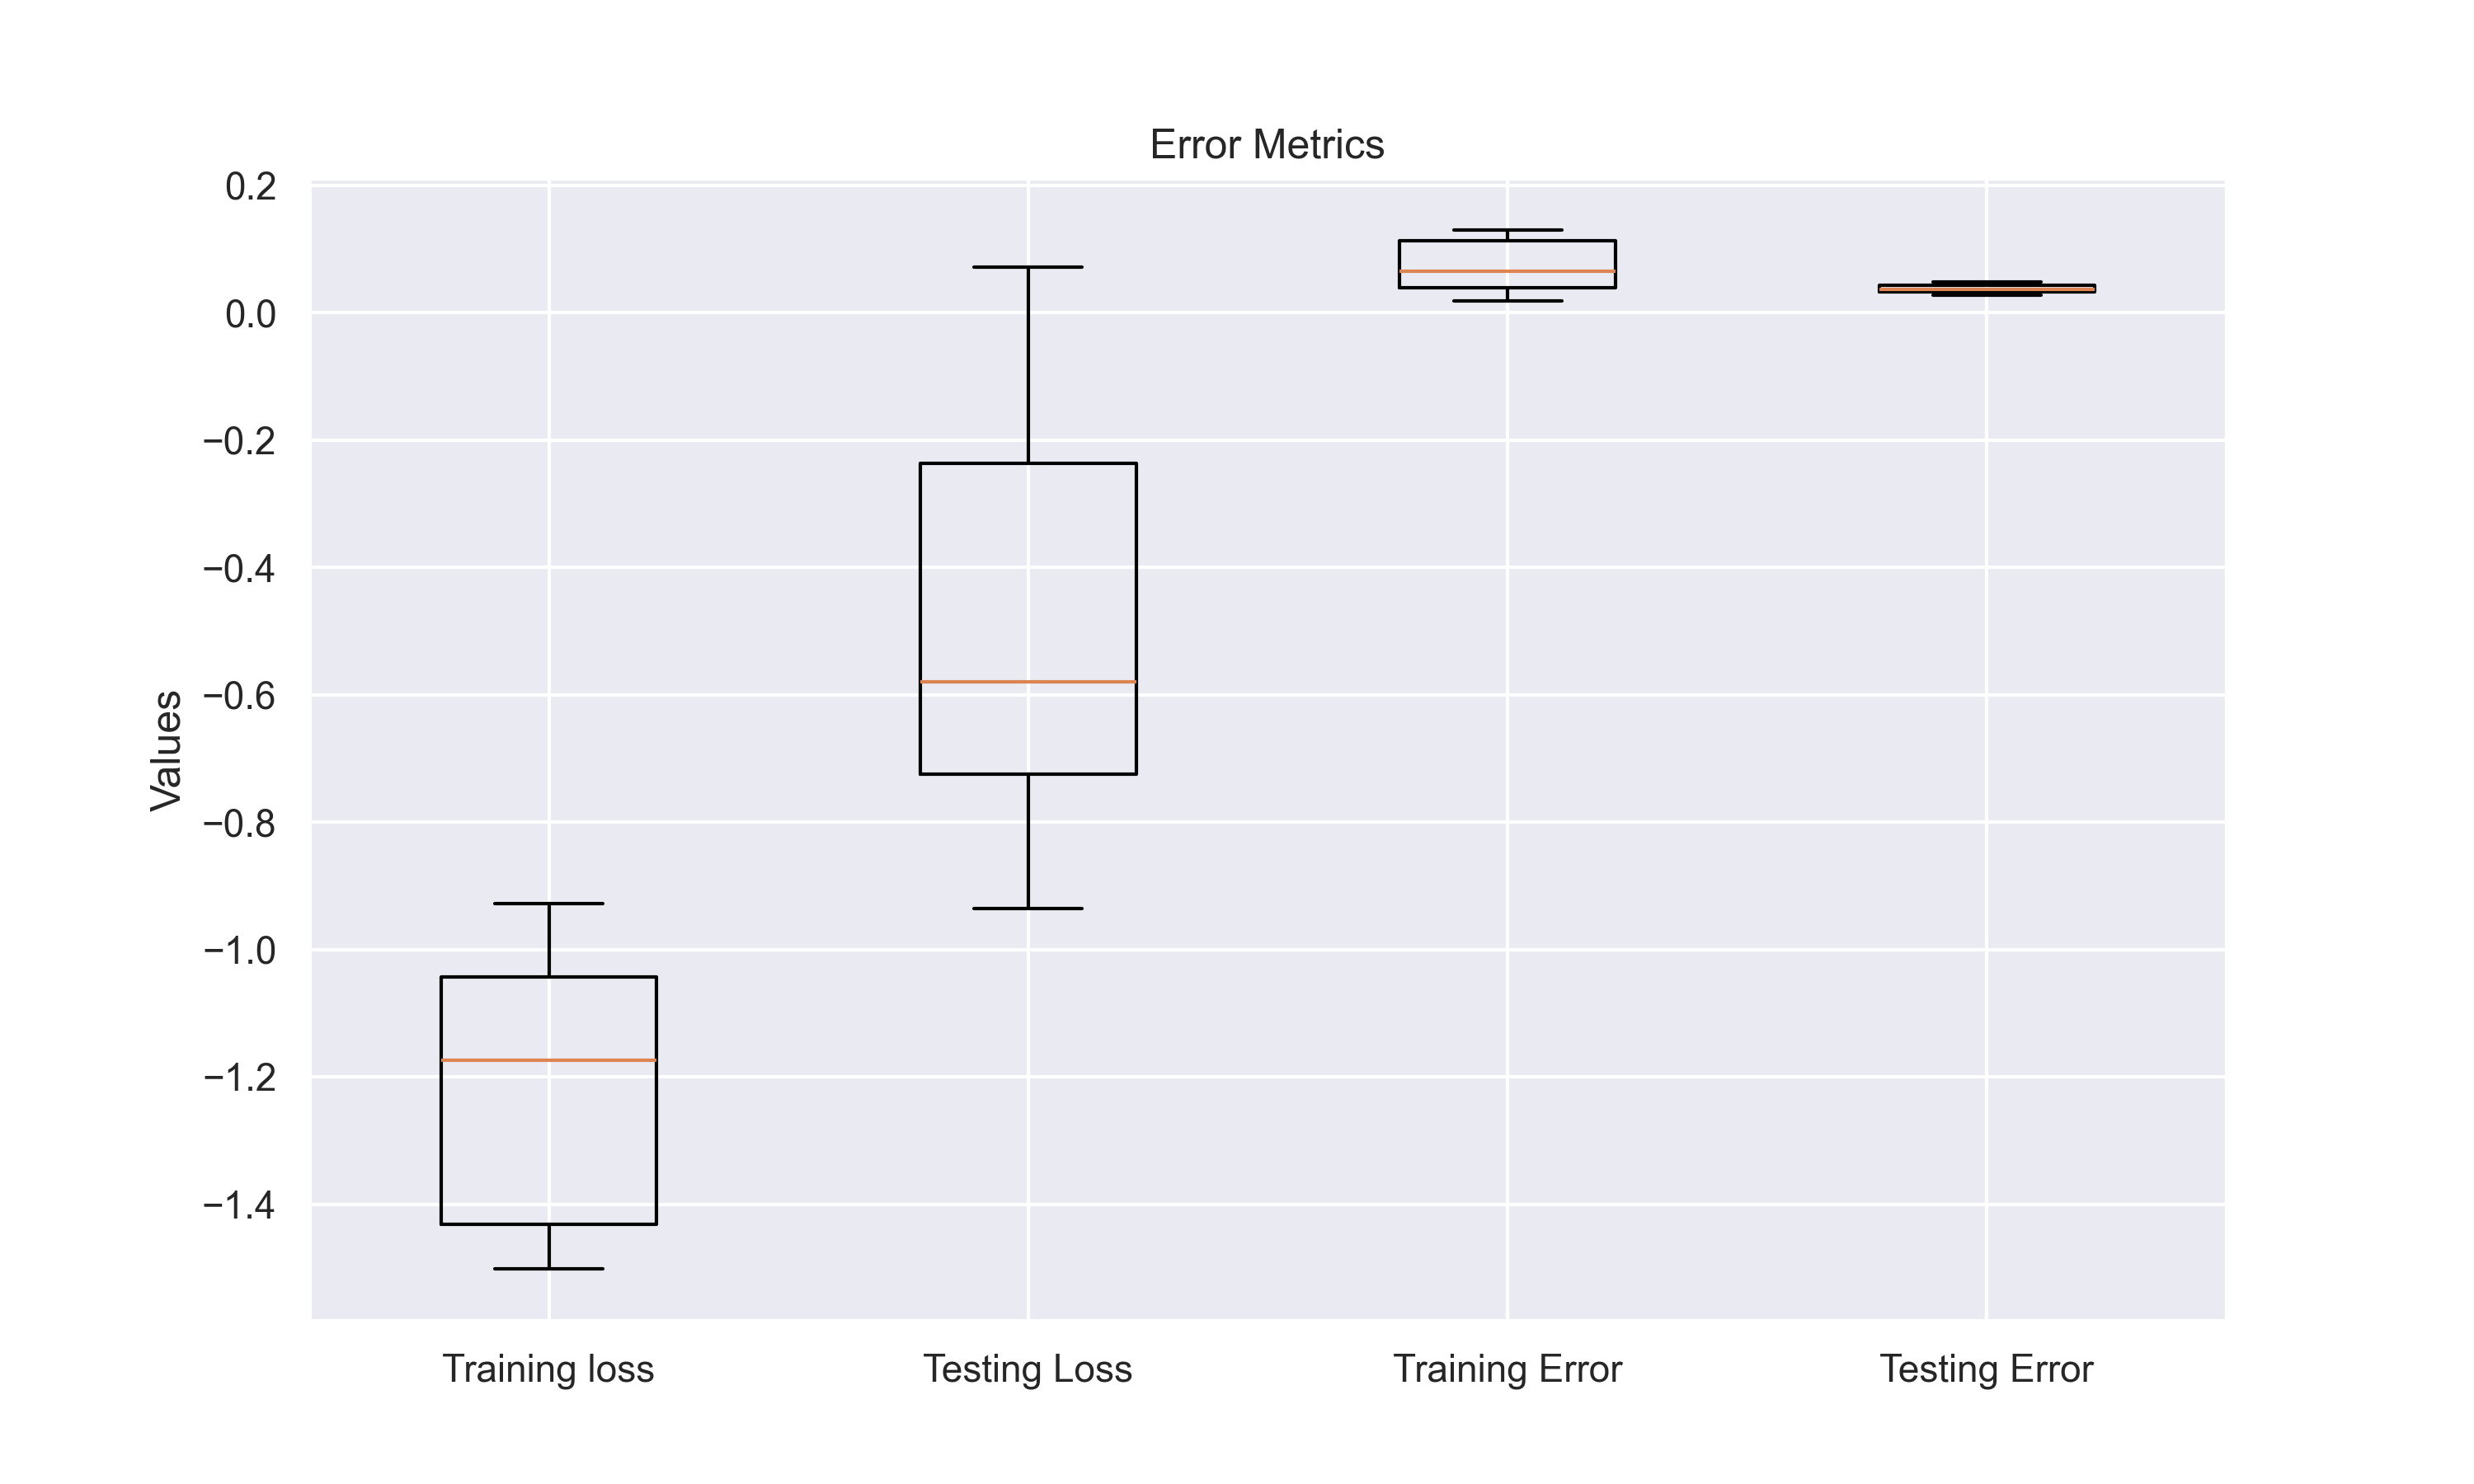 Error Metrics
0.2
0.0
−0.2
−0.4
−0.6
−0.8
−1.0
−1.2
−1.4
Values
Training loss
Testing Loss
Training Error
Testing Error